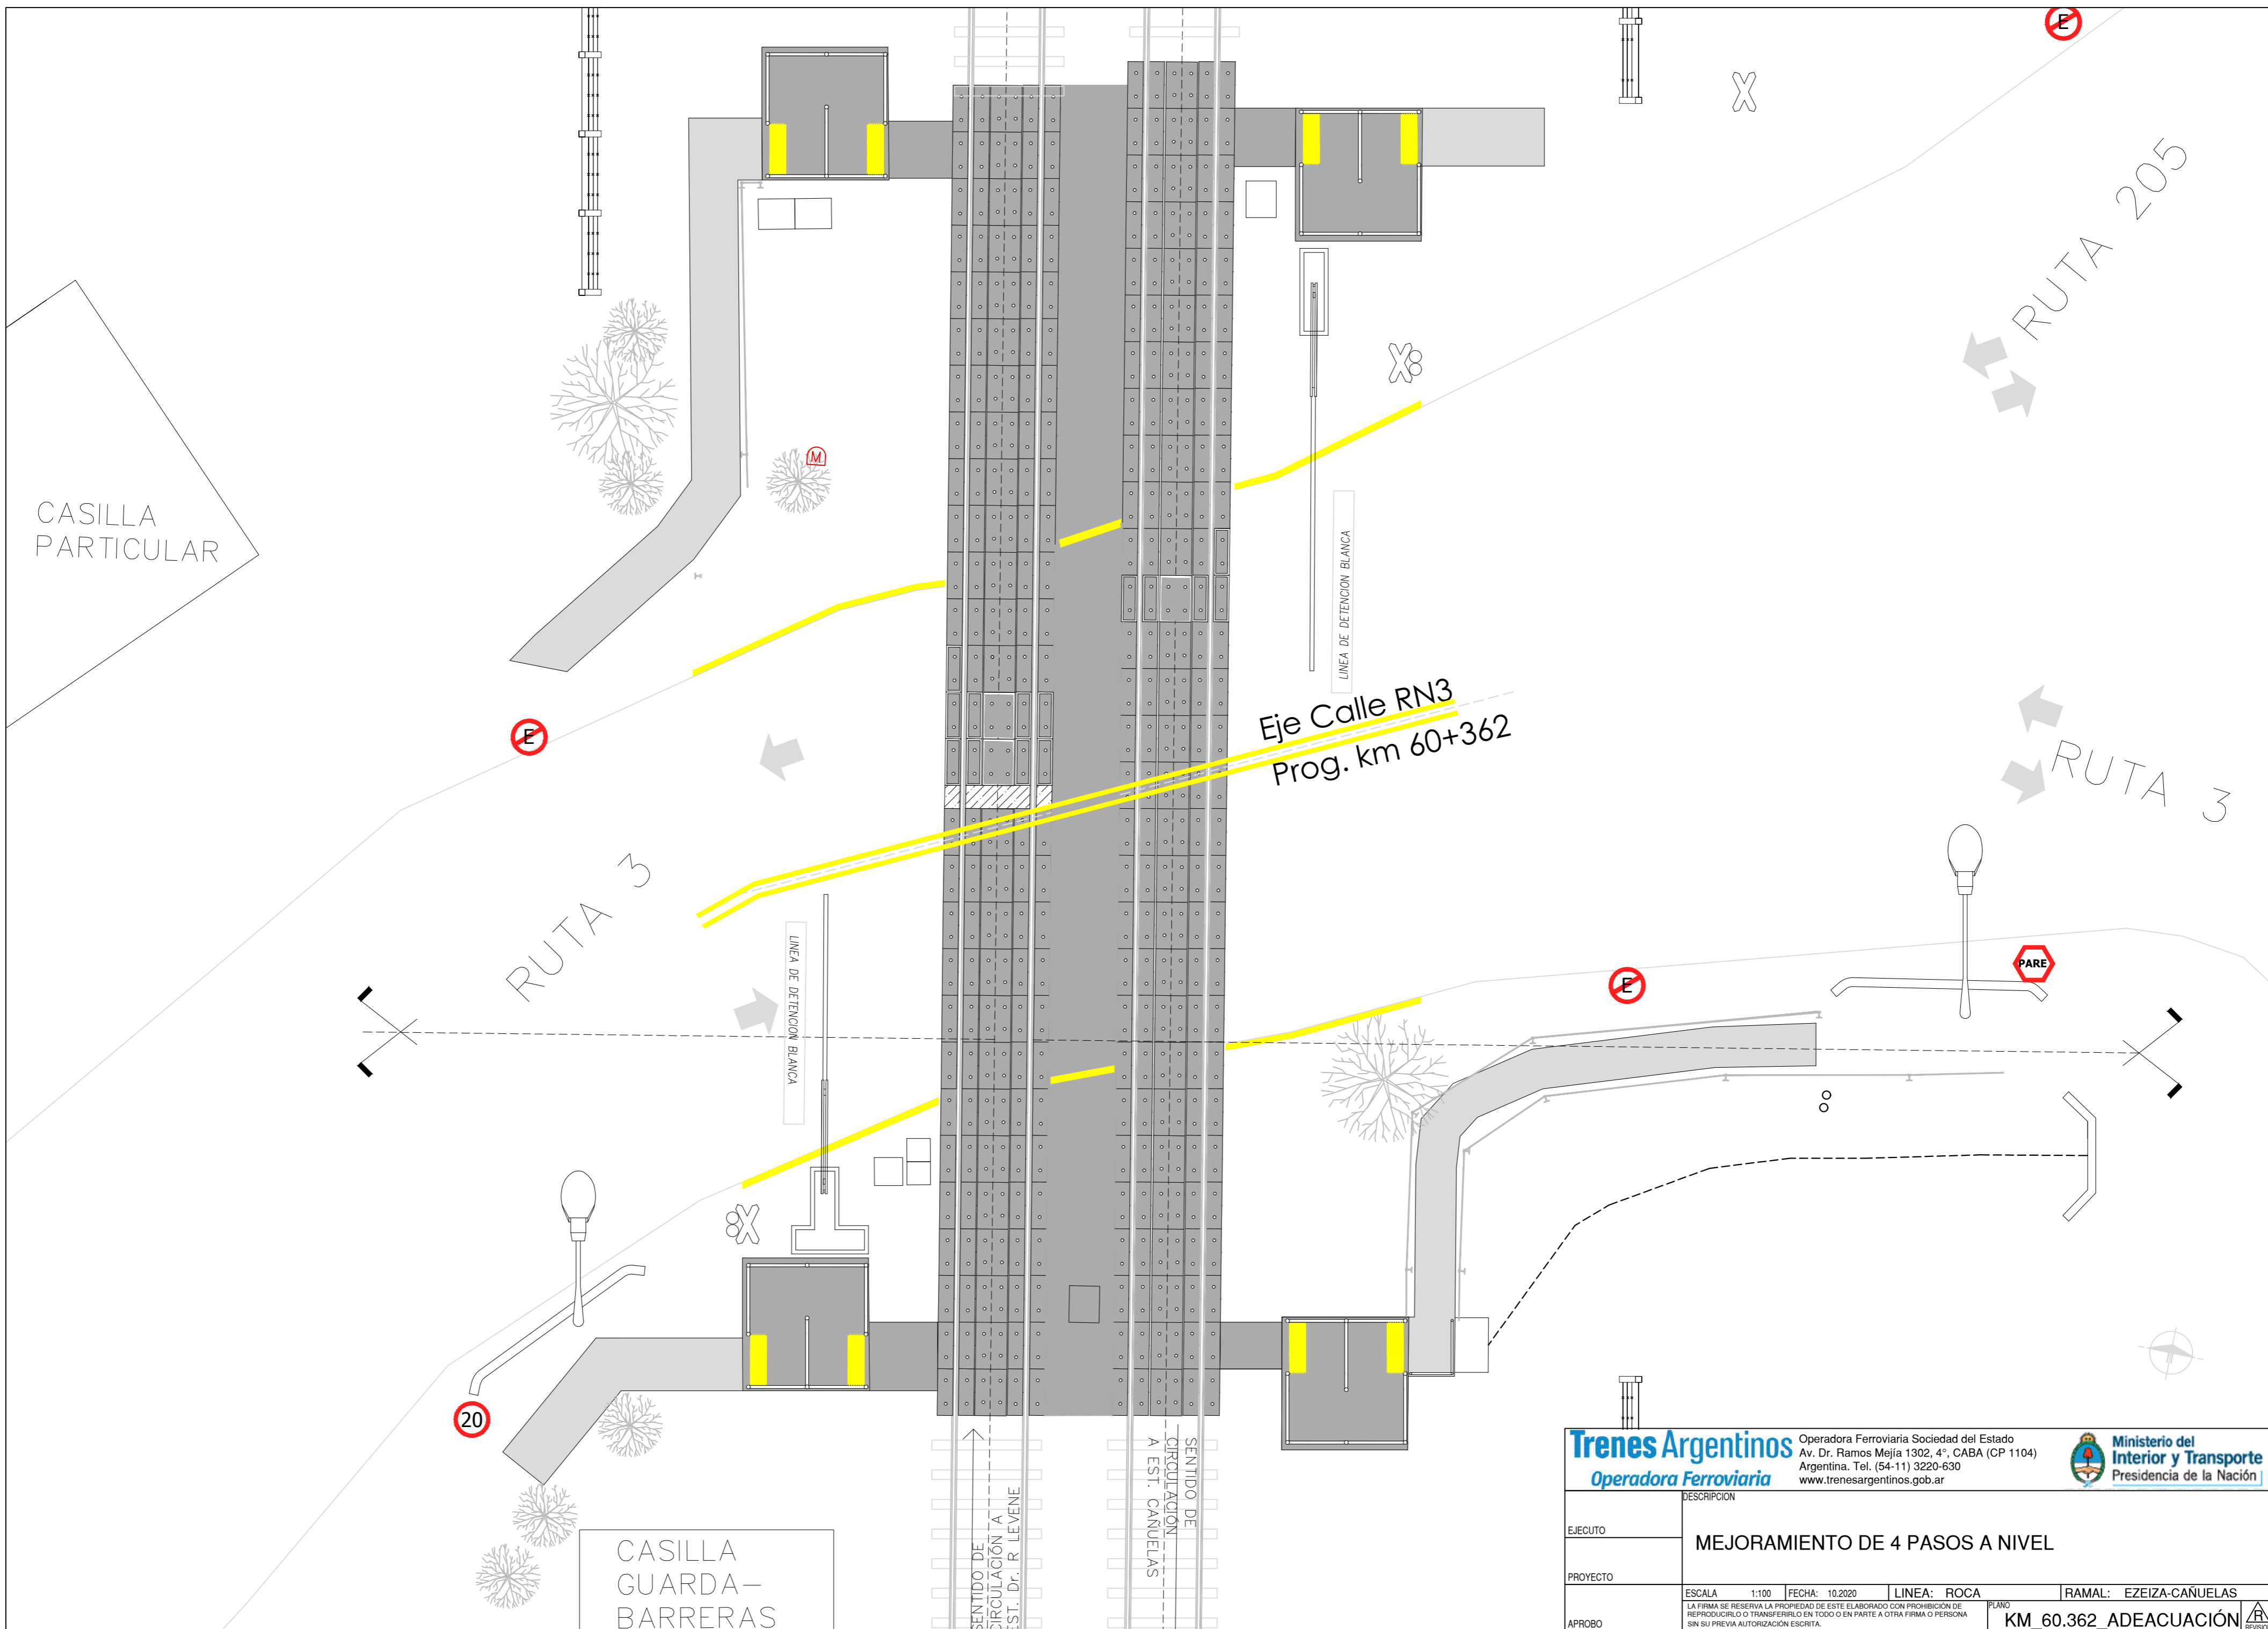 E
RUTA 205
CASILLA
PARTICULAR
M
LINEA DE DETENCION BLANCA
Eje Calle RN3
Prog. km 60+362
E
RUTA 3
RUTA 3
LINEA DE DETENCION BLANCA
PARE
E
20
CASILLA
GUARDA-
BARRERAS
SENTIDO DE
CIRCULACIÓN A
EST. Dr. R LEVENE
SENTIDO DE
CIRCULACIÓN
A EST. CAÑUELAS
Trenes Argentinos
Operadora Ferroviaria
Operadora Ferroviaria Sociedad del Estado
Av. Dr. Ramos Mejía 1302, 4°, CABA (CP 1104)
Argentina. Tel. (54-11) 3220-630
www.trenesargentinos.gob.ar
Ministerio del
Interior y Transporte
Presidencia de la Nación
DESCRIPCION
EJECUTO
MEJORAMIENTO DE 4 PASOS A NIVEL
PROYECTO
ESCALA 1:100 FECHA: 10.2020 LINEA: ROCA RAMAL: EZEIZA-CAÑUELAS
LA FIRMA SE RESERVA LA PROPIEDAD DE ESTE ELABORADO CON PROHIBICIÓN DE
REPRODUCIRLO O TRANSFERIRLO EN TODO O EN PARTE A OTRA FIRMA O PERSONA
SIN SU PREVIA AUTORIZACIÓN ESCRITA.
APROBO
PLANO
KM_60.362_ADEACUACIÓN
R